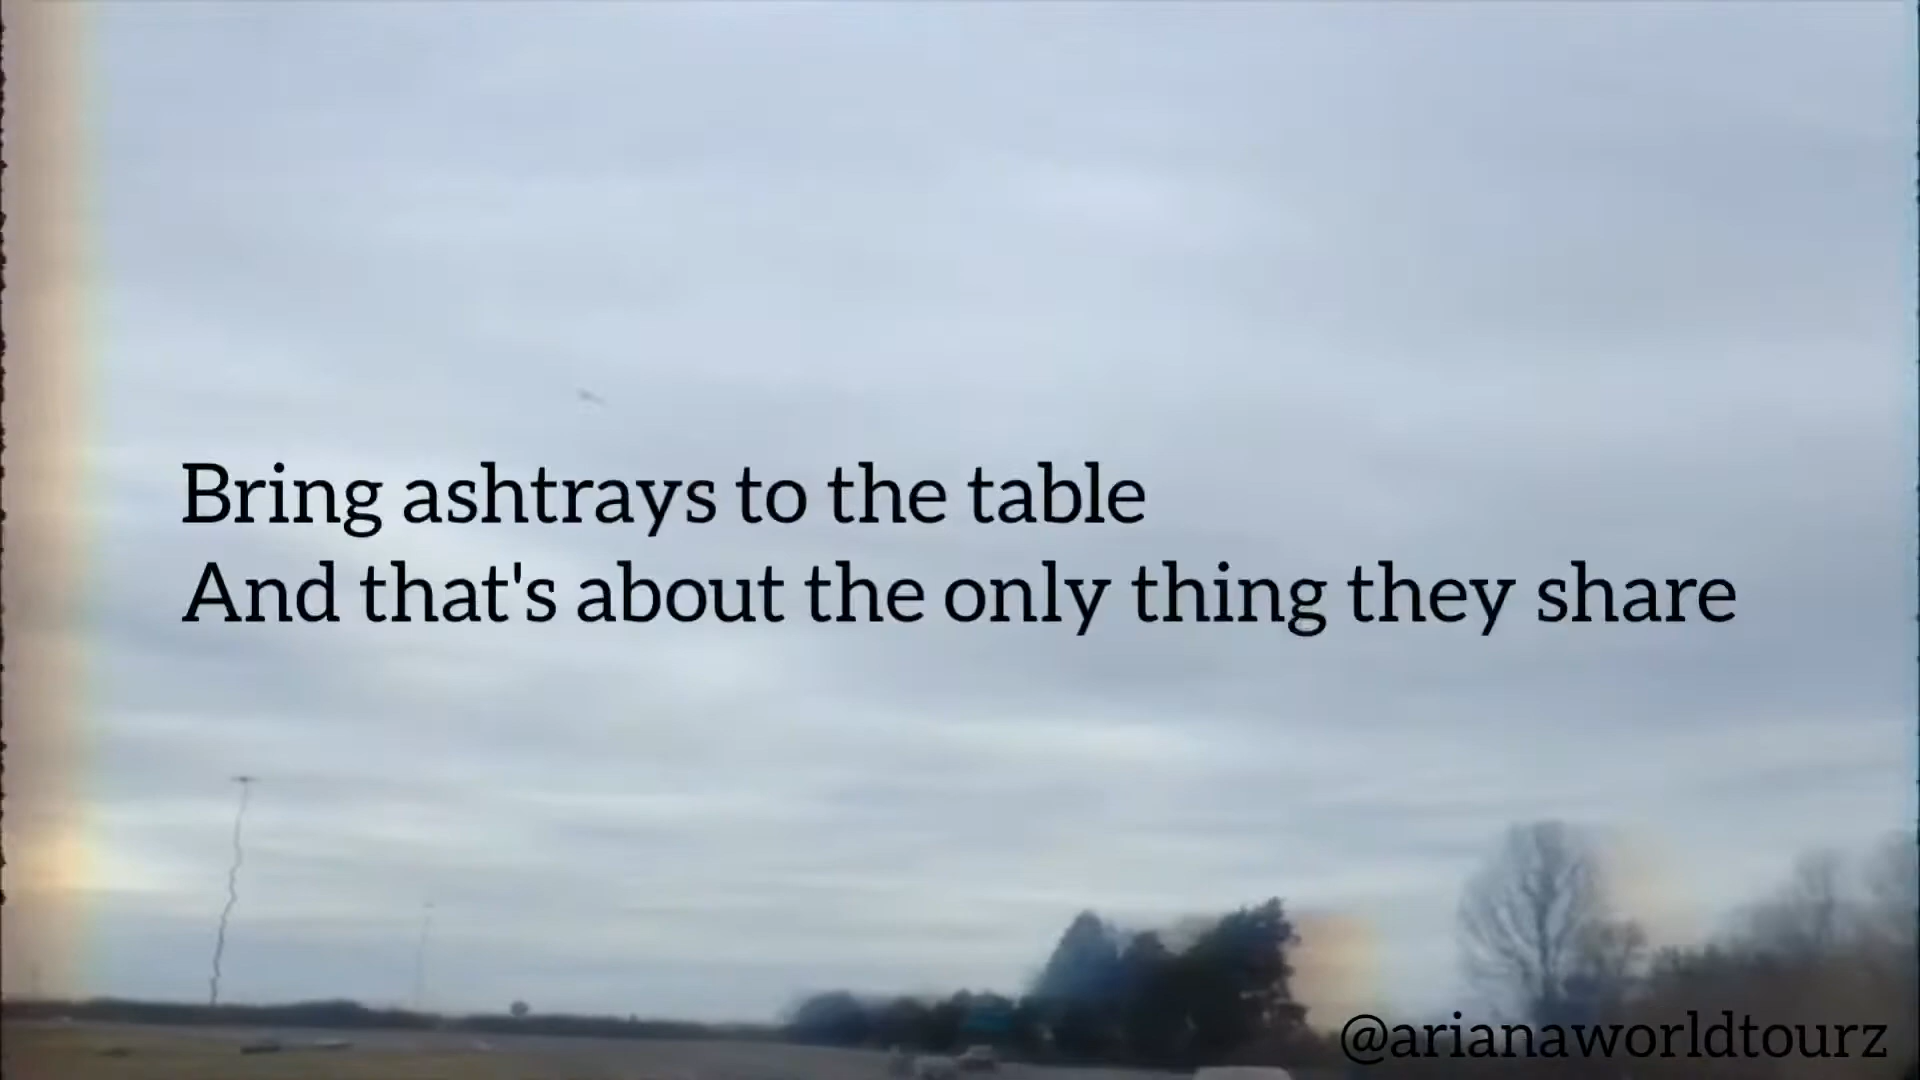 Bring ashtrays to the table
And that's about the only thing they share
@arianaworldtourz